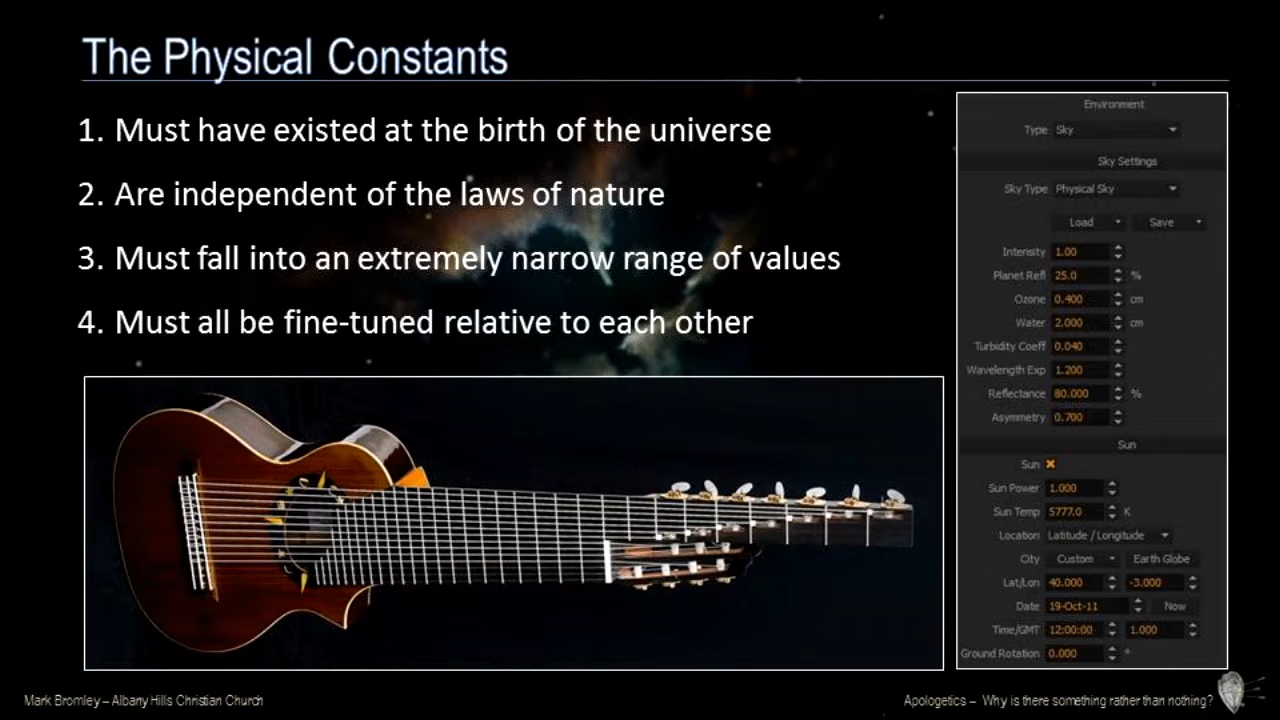 The Physical Constants
1. Must have existed at the birth of the universe
2. Are independent of the laws of nature
3. Must fall into an extremely narrow range of values
4. Must all be fine-tuned relative to each other
Environment
Type: Sky
Sky Settings
Sky Type Physical Sky
Load Save
Intensity 1.00
Planet Refl 25.0 %
Ozone 0.400 cm
Water 2.000 cm
Turbidity Coeff 0.040
Wavelength Exp 1.200
Reflectance 80.000 %
Asymmetry 0.700
Sun
Sun
Sun Power 1.000
Sun Temp 5777.0 K
Location Latitude / Longitude
City Custom Earth Globe
Lat/Lon 40.000 -3.000
Date 19-Oct-11 Now
Time/GMT 12:00:00 1.000
Ground Rotation 0.000 °
Mark Bromley – Albany Hills Christian Church
Apologetics – Why is there something rather than nothing?